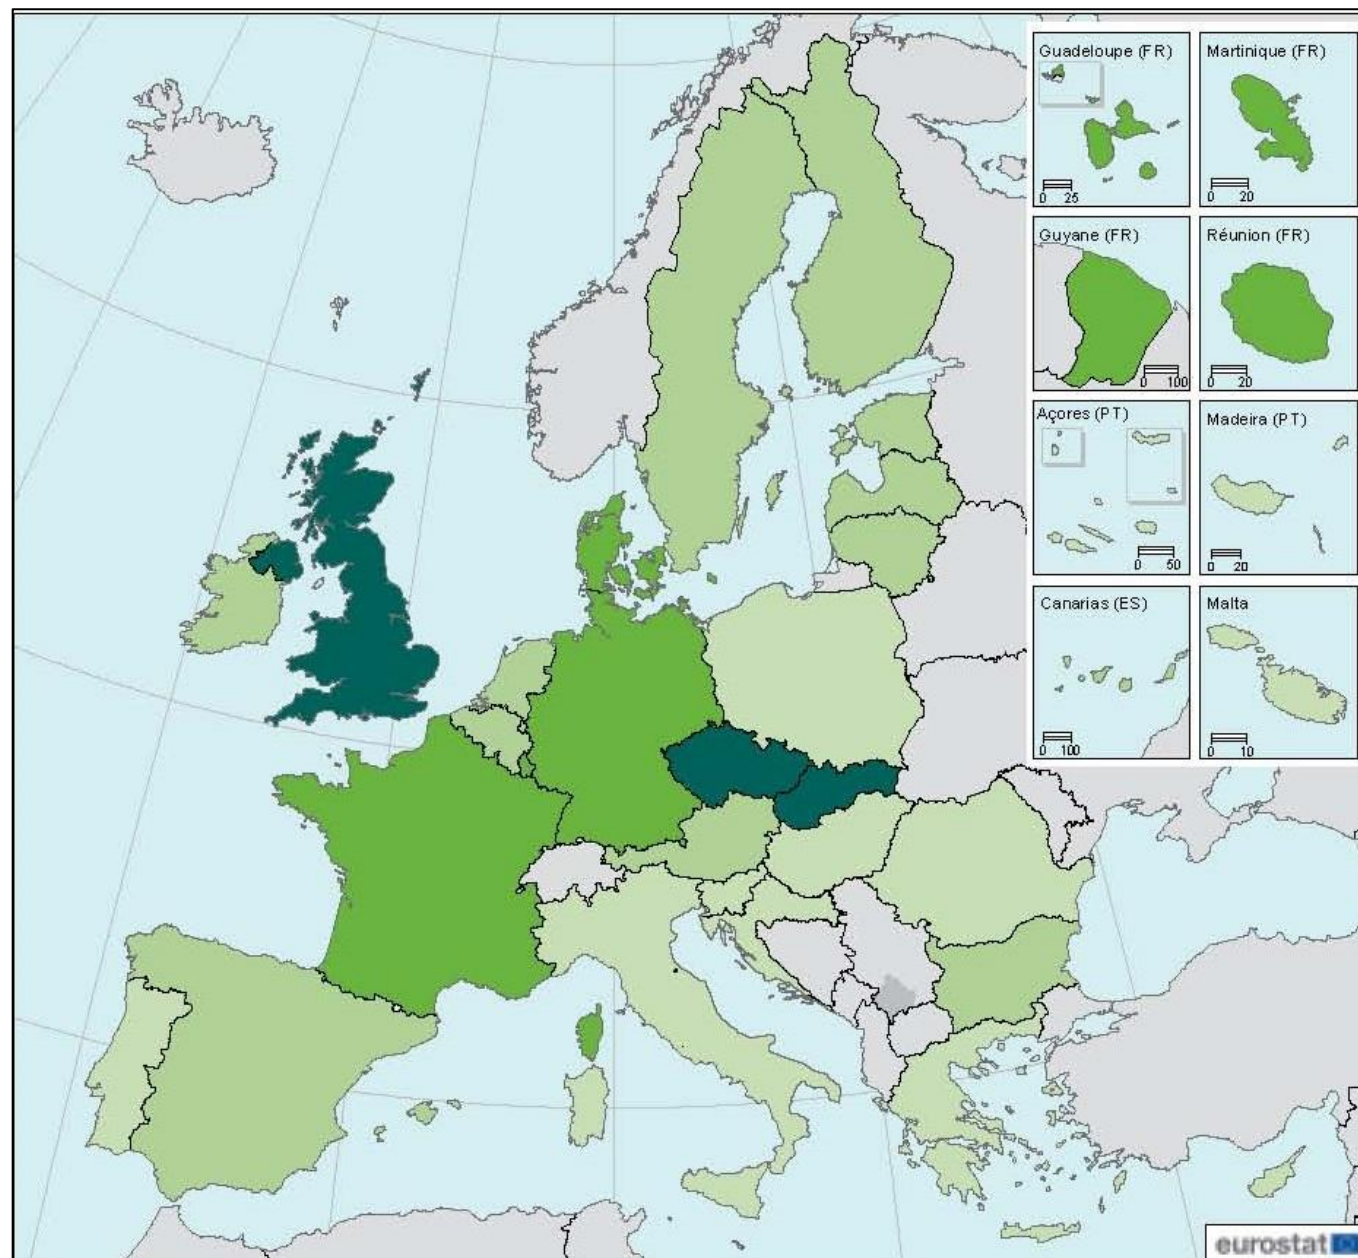 Guadeloupe (FR)
0 25
Martinique (FR)
0 20
Guyane (FR)
0 100
Réunion (FR)
0 20
Açores (PT)
0 50
Madeira (PT)
0 20
Canarias (ES)
0 100
Malta
0 10
eurostat